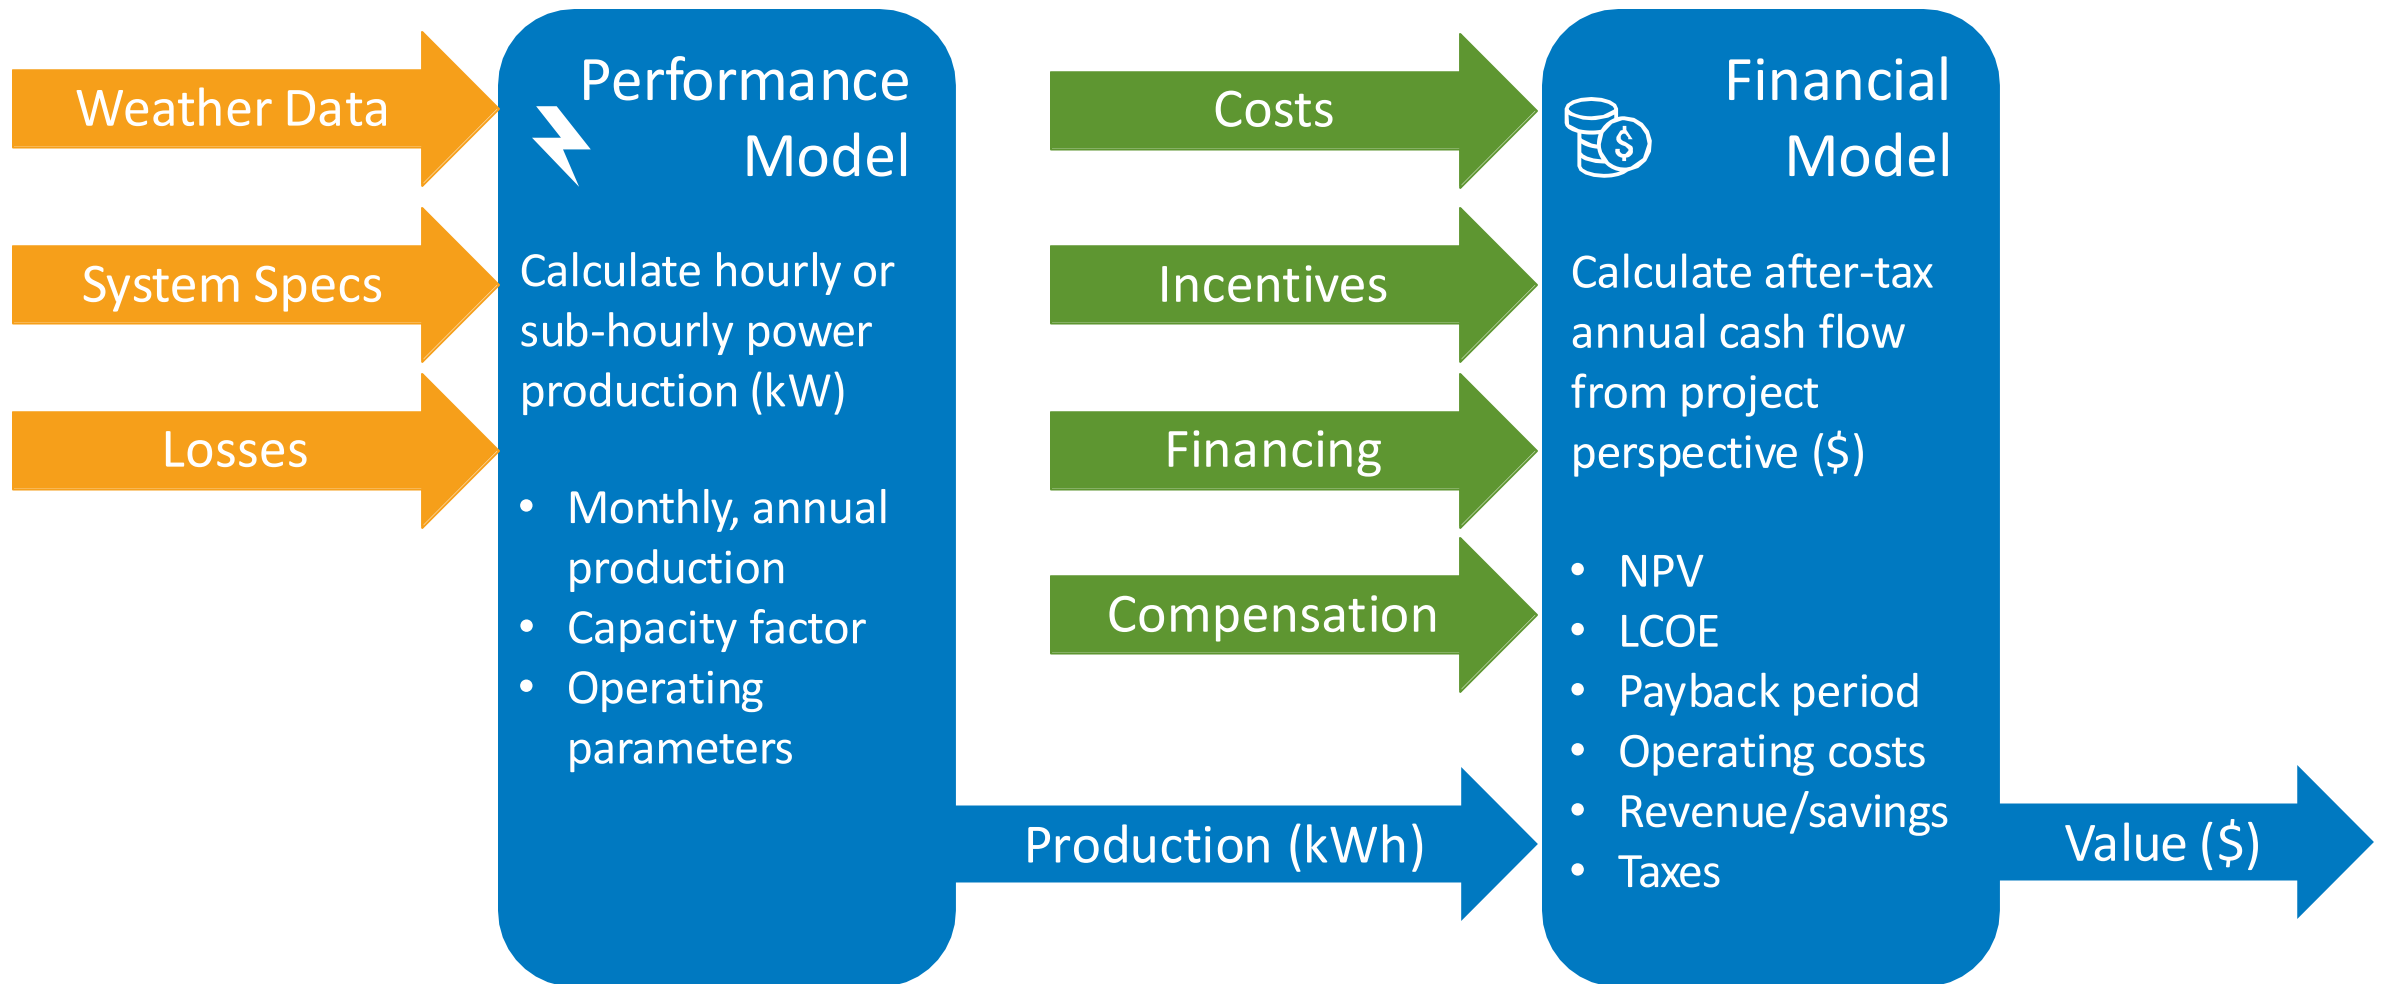 Weather Data
System Specs
Losses
Performance
Model
Calculate hourly or
sub-hourly power
production (kW)
• Monthly, annual
production
• Capacity factor
• Operating
parameters
Costs
Incentives
Financing
Compensation
Production (kWh)
$
Financial
Model
Calculate after-tax
annual cash flow
from project
perspective ($)
• NPV
• LCOE
• Payback period
• Operating costs
• Revenue/savings
• Taxes
Value ($)